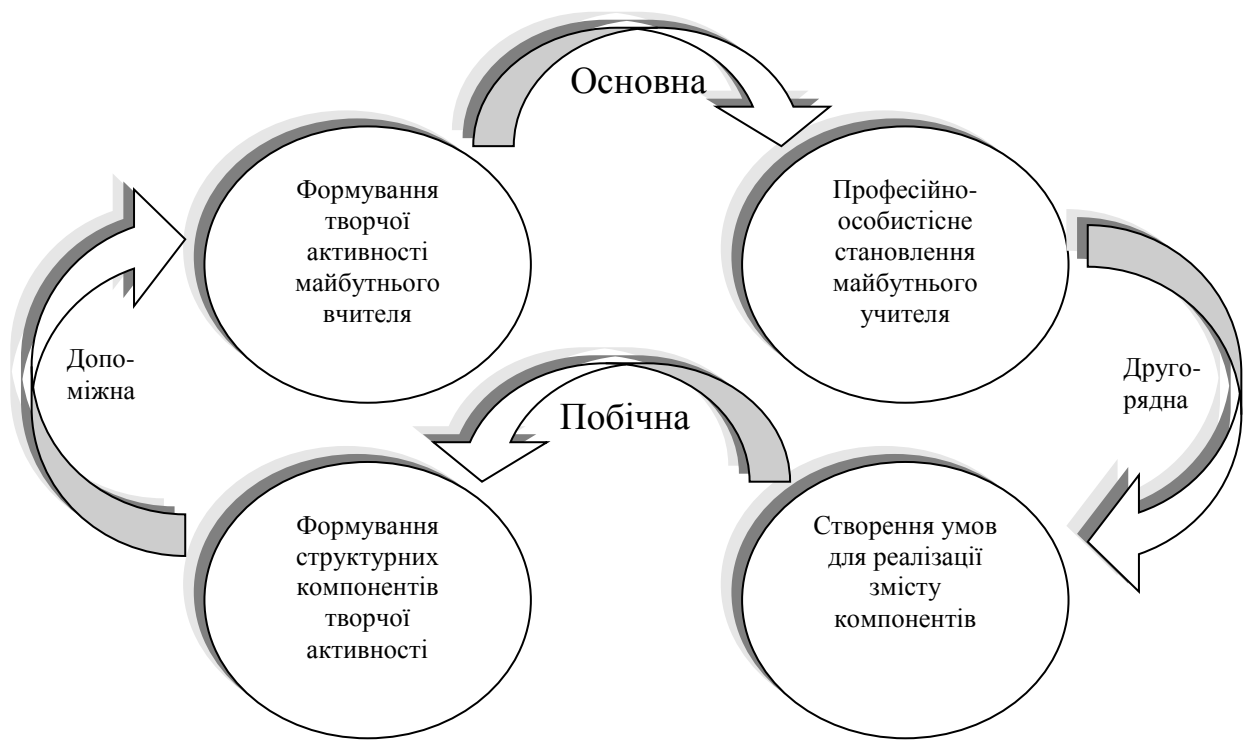 Основна
Формування
творчої
активності
майбутнього
вчителя
Професійно-
особистісне
становлення
майбутнього
учителя
Допо-
міжна
Друго-
рядна
Побічна
Формування
структурних
компонентів
творчої
активності
Створення умов
для реалізації
змісту
компонентів